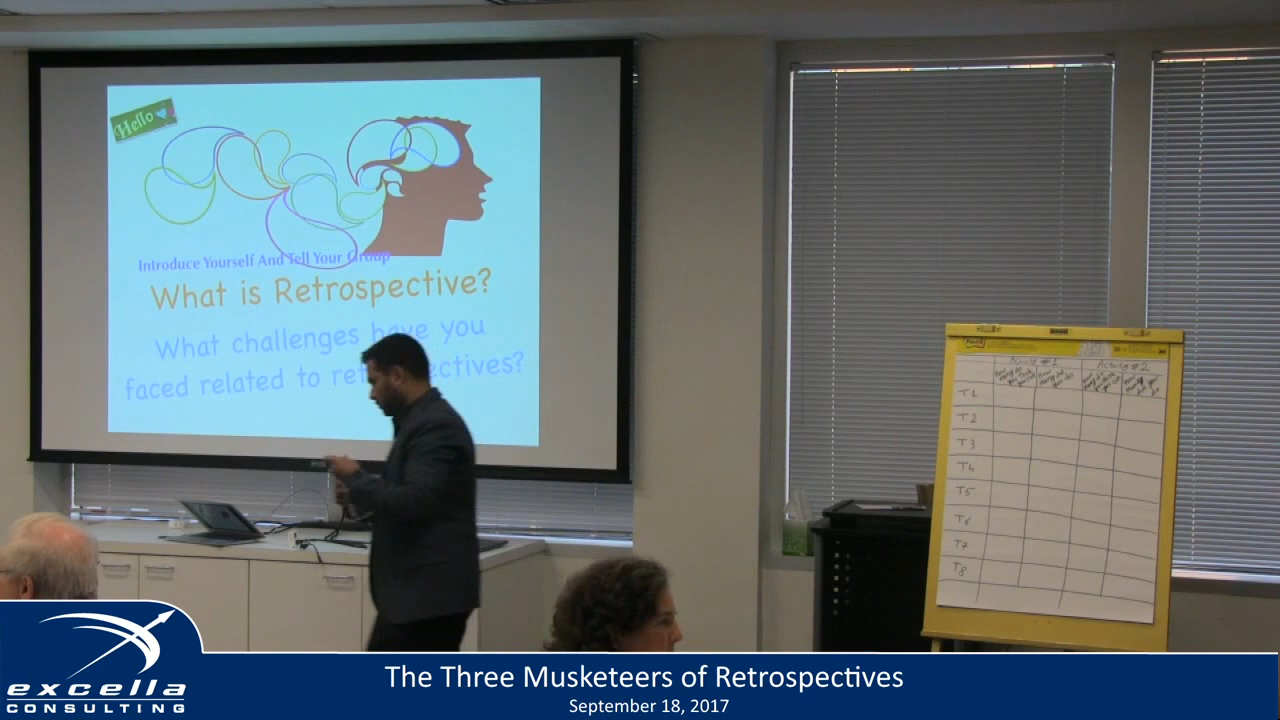 Hello
Introduce Yourself And Tell Your Group
What is Retrospective?
What challenges have you
faced related to ret ectives?
Activity #1 Activity #2
T1
T2
T3
T4
T5
T6
T7
T8
excella
CONSULTING
The Three Musketeers of Retrospectives
September 18, 2017